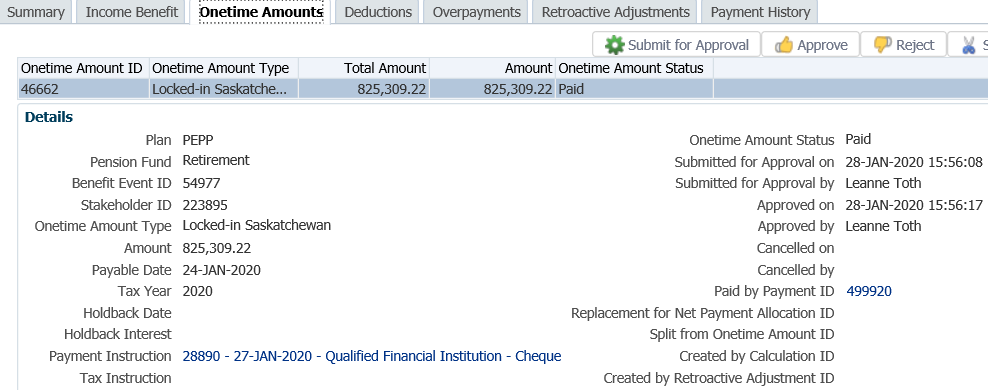 Summary Income Benefit Onetime Amounts Deductions Overpayments Retroactive Adjustments Payment History
Submit for Approval Approve Reject S
Onetime Amount ID Onetime Amount Type Total Amount Amount Onetime Amount Status
46662 Locked-in Saskatche... 825,309.22 825,309.22 Paid
Details
Plan PEPP Onetime Amount Status Paid
Pension Fund Retirement Submitted for Approval on 28-JAN-2020 15:56:08
Benefit Event ID 54977 Submitted for Approval by Leanne Toth
Stakeholder ID 223895 Approved on 28-JAN-2020 15:56:17
Onetime Amount Type Locked-in Saskatchewan Approved by Leanne Toth
Amount 825,309.22 Cancelled on
Payable Date 24-JAN-2020 Cancelled by
Tax Year 2020 Paid by Payment ID 499920
Holdback Date Replacement for Net Payment Allocation ID
Holdback Interest Split from Onetime Amount ID
Payment Instruction 28890 - 27-JAN-2020 - Qualified Financial Institution - Cheque Created by Calculation ID
Tax Instruction Created by Retroactive Adjustment ID